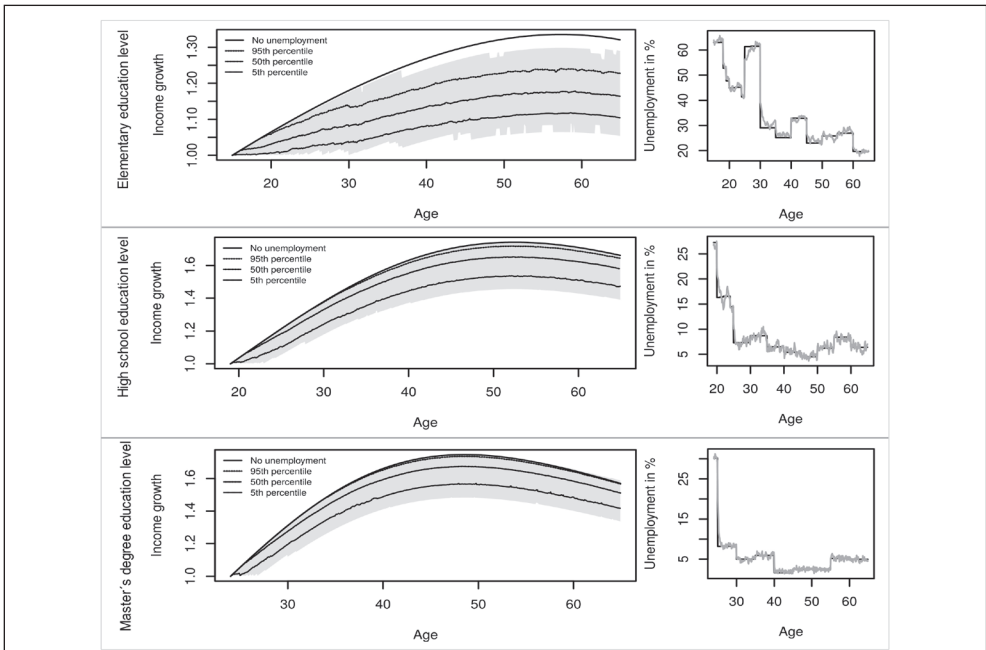 Elementary education level
Income growth
1.00 1.10 1.20 1.30
No unemployment
95th percentile
50th percentile
5th percentile
20 30 40 50 60
Age
Unemployment in %
20 30 40 50 60
20 30 40 50 60
Age
High school education level
Income growth
1.0 1.2 1.4 1.6
No unemployment
95th percentile
50th percentile
5th percentile
20 30 40 50 60
Age
Unemployment in %
5 10 15 20 25
20 30 40 50 60
Age
Master´s degree education level
Income growth
1.0 1.2 1.4 1.6
No unemployment
95th percentile
50th percentile
5th percentile
30 40 50 60
Age
Unemployment in %
5 15 25
30 40 50 60
Age